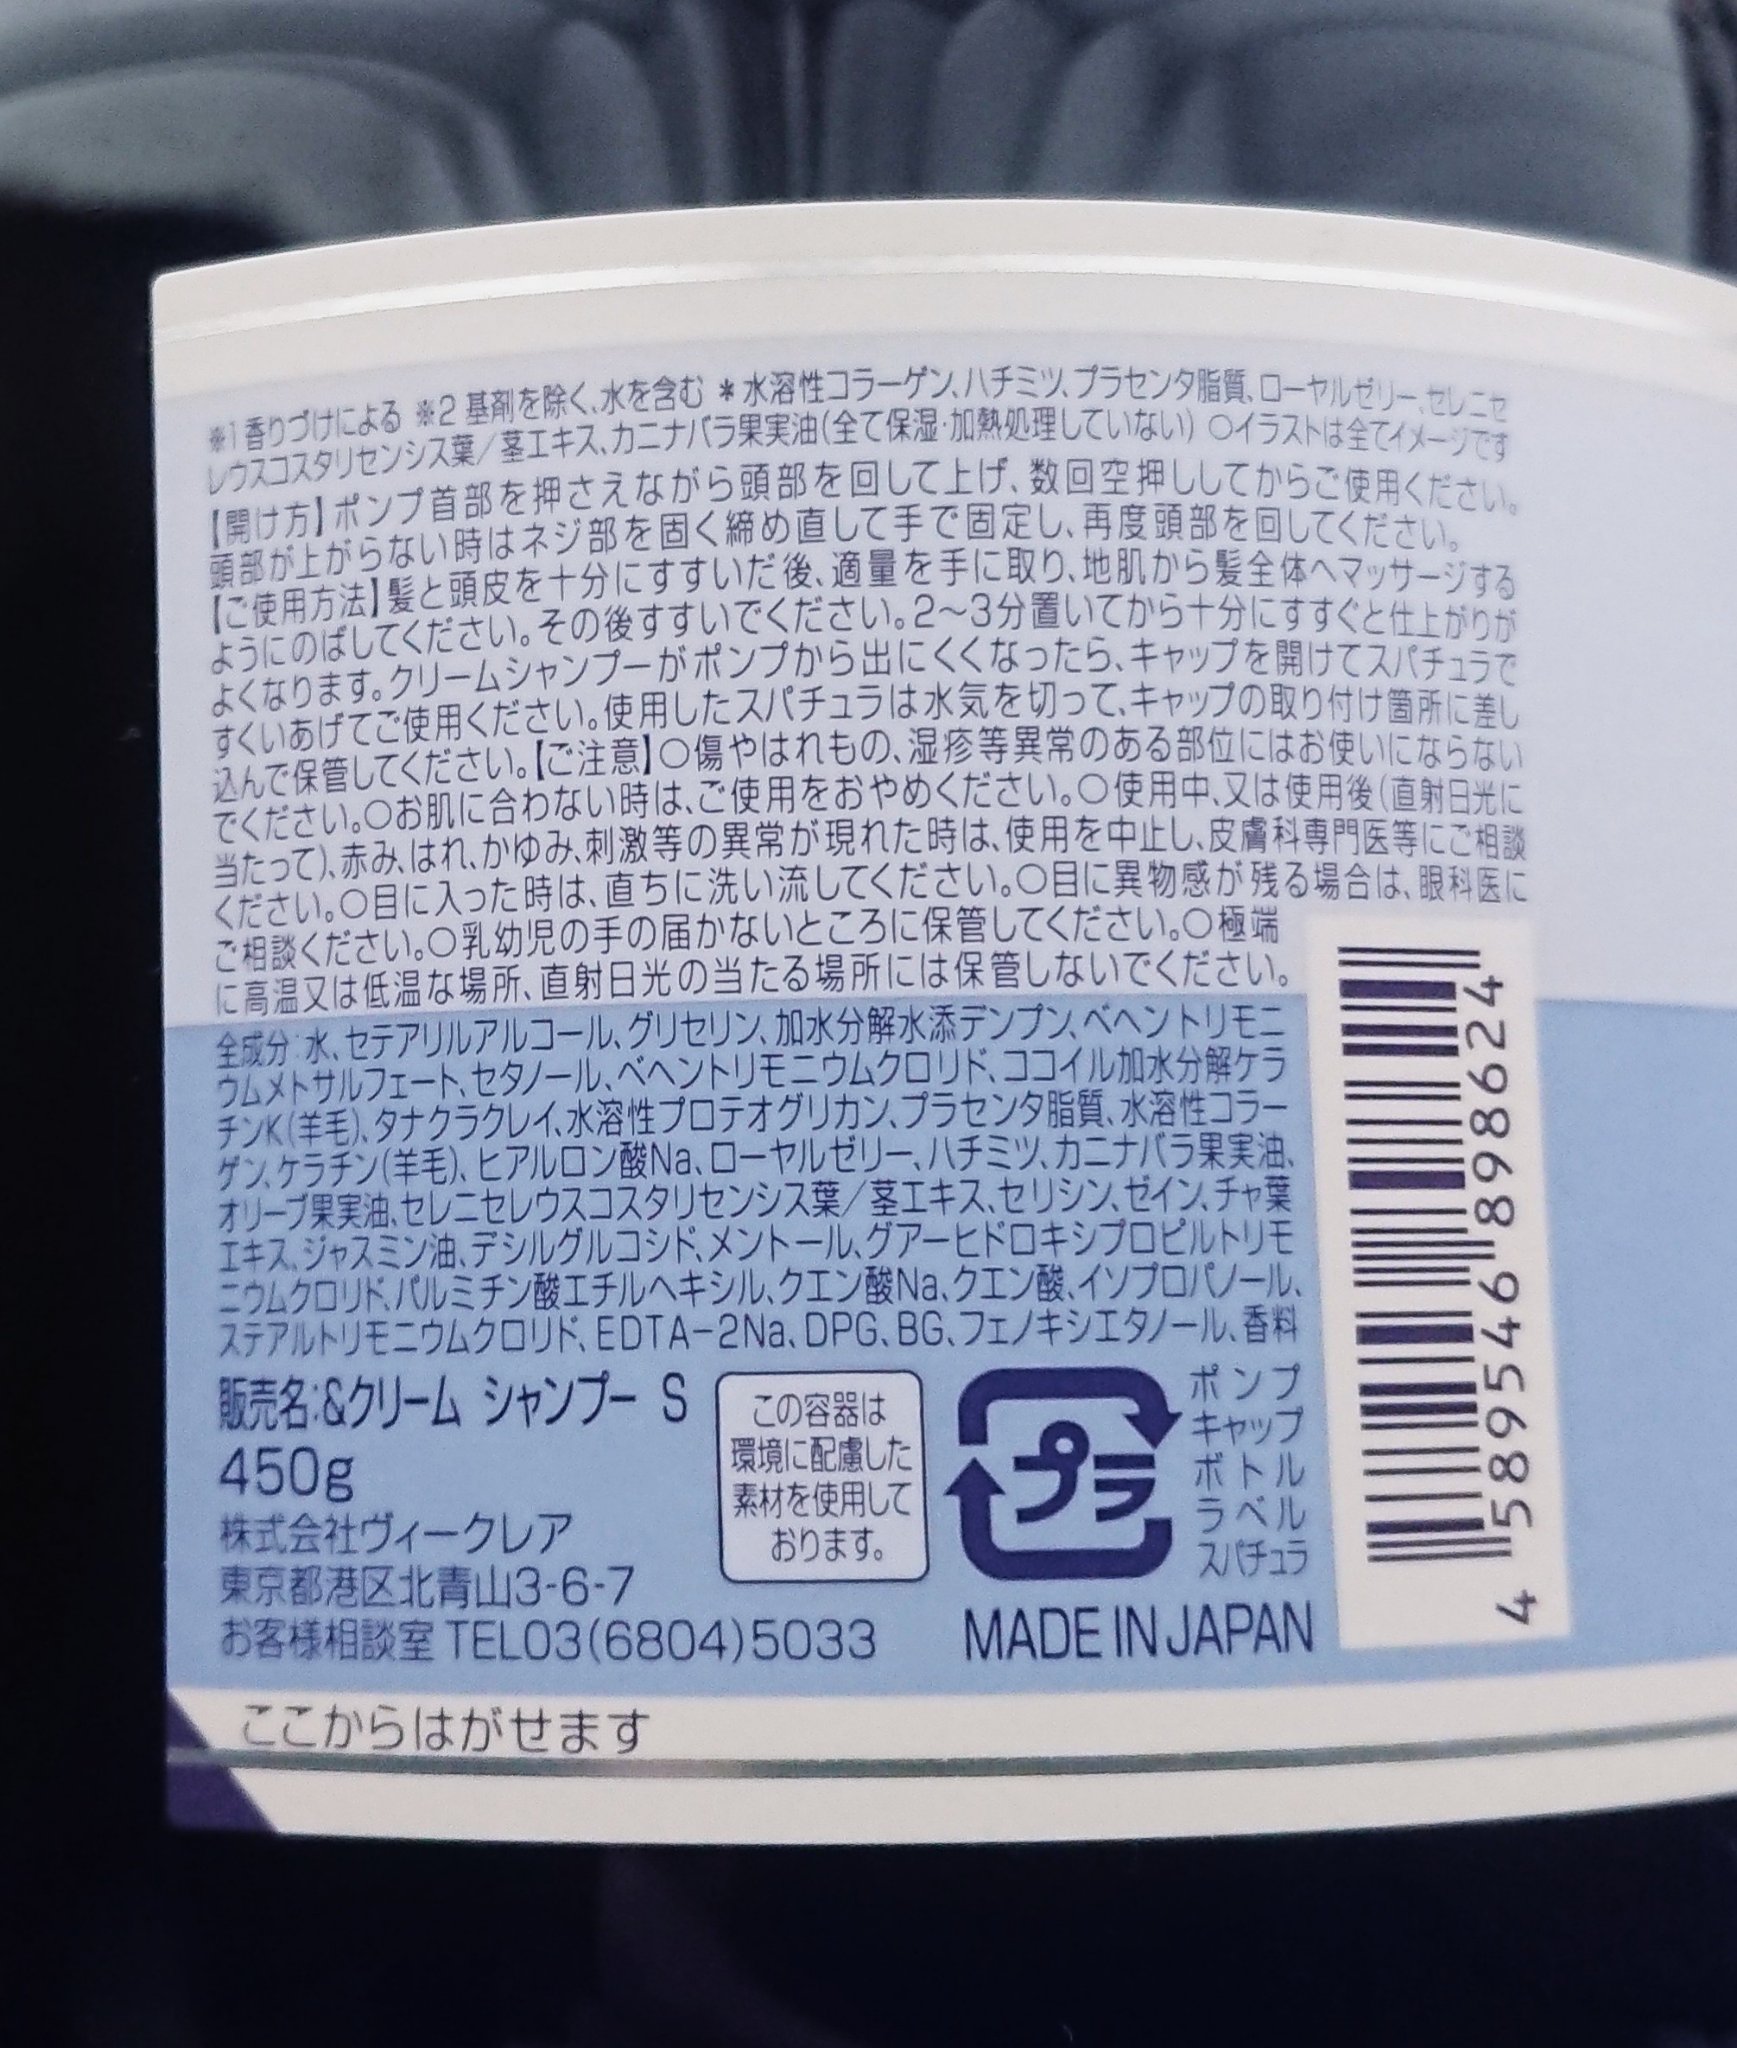 ※1 香りづけによる ※2 基剤を除く、水を含む ＊水溶性コラーゲン、ハチミツ、プラセンタ脂質、ローヤルゼリー、セレニセ
レウスコスタリセンシス葉／茎エキス、カニナバラ果実油(全て保湿･加熱処理していない) ○イラストは全てイメージです
【開け方】ポンプ首部を押さえながら頭部を回して上げ、数回空押ししてからご使用ください。
頭部が上がらない時はネジ部を固く締め直して手で固定し、再度頭部を回してください。
【ご使用方法】髪と頭皮を十分にすすいだ後、適量を手に取り、地肌から髪全体へマッサージする
ようにのばしてください。その後すすいでください。2〜3分置いてから十分にすすぐと仕上がりが
よくなります。クリームシャンプーがポンプから出にくくなったら、キャップを開けてスパチュラで
すくいあげてご使用ください。使用したスパチュラは水気を切って、キャップの取り付け箇所に差し
込んで保管してください。【ご注意】○傷やはれもの、湿疹等異常のある部位にはお使いにならない
でください。○お肌に合わない時は、ご使用をおやめください。○使用中、又は使用後(直射日光に
当たって)、赤み、はれ、かゆみ、刺激等の異常が現れた時は、使用を中止し、皮膚科専門医等にご相談
ください。○目に入った時は、直ちに洗い流してください。○目に異物感が残る場合は、眼科医に
ご相談ください。○乳幼児の手の届かないところに保管してください。○極端
に高温又は低温な場所、直射日光の当たる場所には保管しないでください。
全成分：水、セテアリルアルコール、グリセリン、加水分解水添デンプン、ベヘントリモニ
ウムメトサルフェート、セタノール、ベヘントリモニウムクロリド、ココイル加水分解ケラ
チンK(羊毛)、タナクラクレイ、水溶性プロテオグリカン、プラセンタ脂質、水溶性コラー
ゲン、ケラチン(羊毛)、ヒアルロン酸Na、ローヤルゼリー、ハチミツ、カニナバラ果実油、
オリーブ果実油、セレニセレウスコスタリセンシス葉／茎エキス、セリシン、ゼイン、チャ葉
エキス、ジャスミン油、デシルグルコシド、メントール、グアーヒドロキシプロピルトリモ
ニウムクロリド、パルミチン酸エチルヘキシル、クエン酸Na、クエン酸、イソプロパノール、
ステアルトリモニウムクロリド、EDTA－2Na、DPG、BG、フェノキシエタノール、香料
販売名：&クリーム シャンプー S
450g
株式会社ヴィークレア
東京都港区北青山3-6-7
お客様相談室 TEL03(6804)5033
この容器は
環境に配慮した
素材を使用して
おります。
プラ
ポンプ
キャップ
ボトル
ラベル
スパチュラ
MADE IN JAPAN
4 589546 898624
ここからはがせます